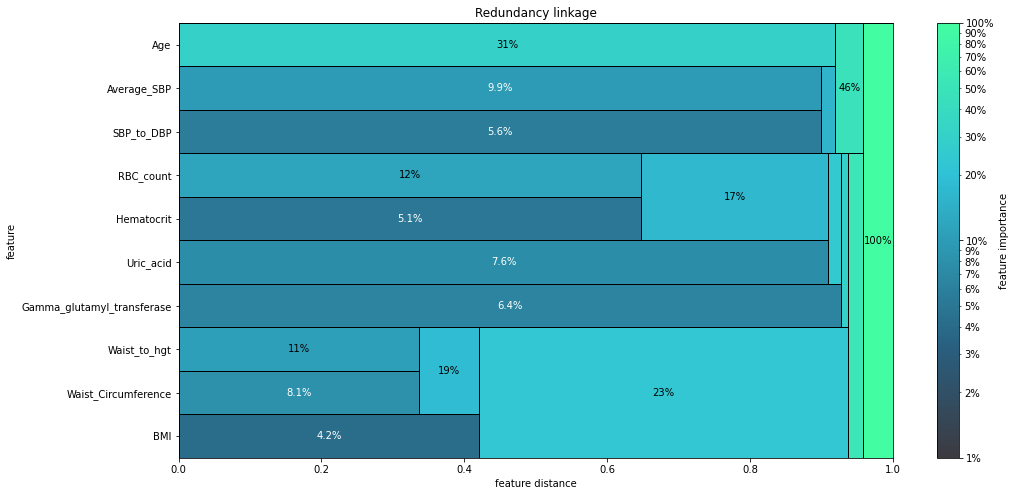 Redundancy linkage
Age
Average_SBP
SBP_to_DBP
RBC_count
Hematocrit
Uric_acid
Gamma_glutamyl_transferase
Waist_to_hgt
Waist_Circumference
BMI
feature
31%
46%
9.9%
5.6%
12%
17%
5.1%
100%
7.6%
6.4%
11%
19%
8.1%
23%
4.2%
0.0
0.2
0.4
0.6
0.8
1.0
feature distance
100%
90%
80%
70%
60%
50%
40%
30%
20%
10%
9%
8%
7%
6%
5%
4%
3%
2%
1%
feature importance